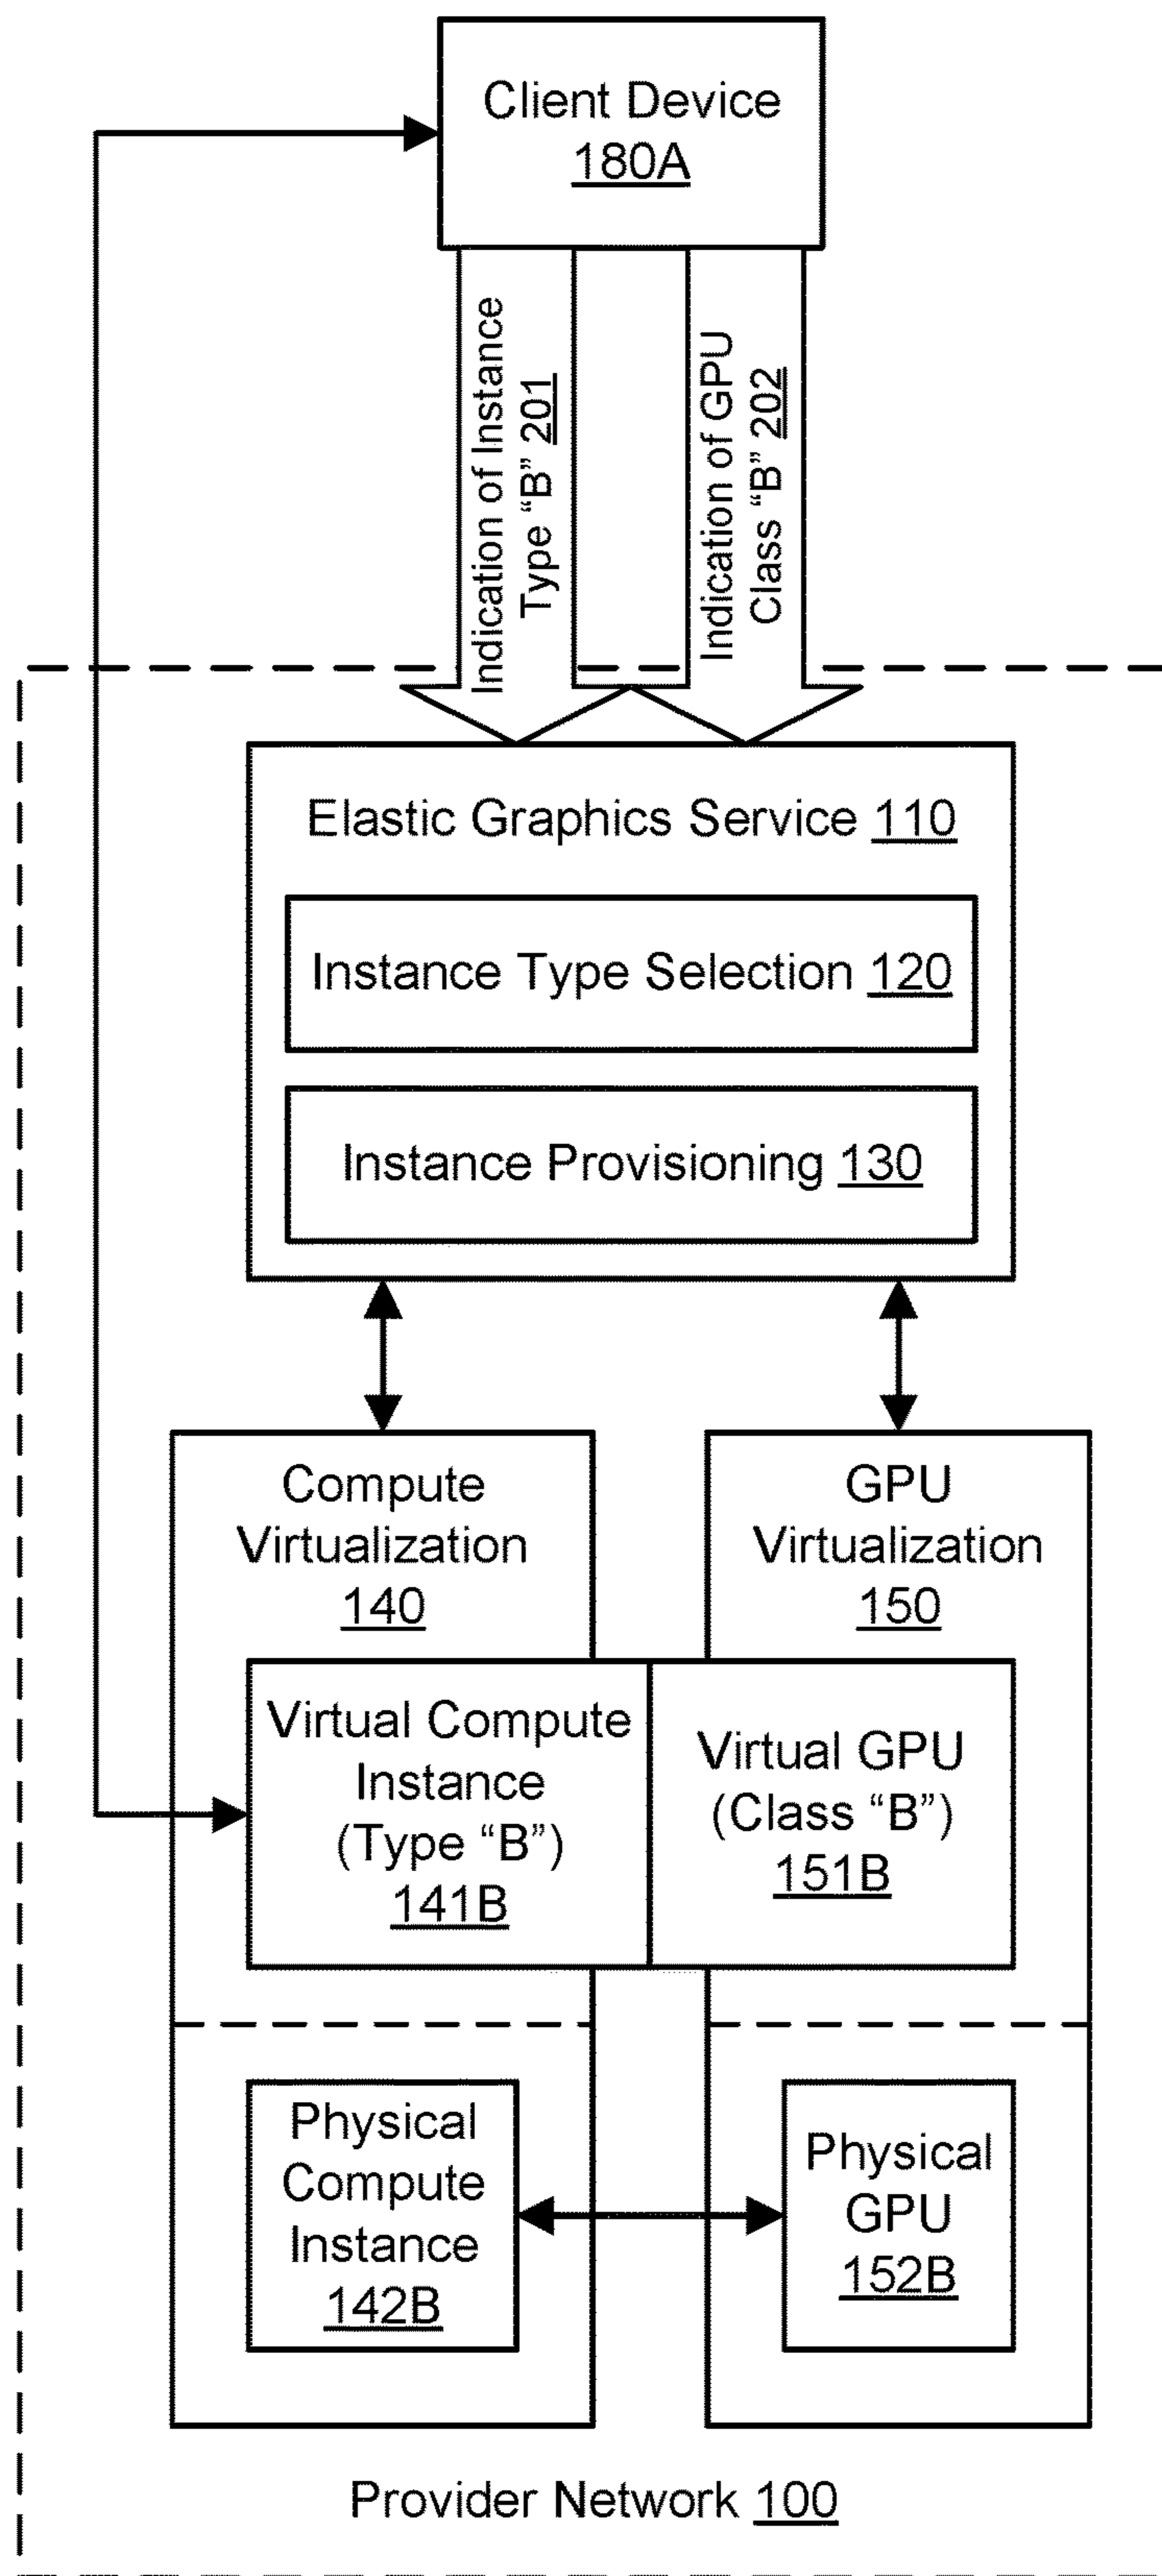 Client Device
180A
Indication of Instance
Type “B” 201
Indication of GPU
Class “B” 202
Elastic Graphics Service 110
Instance Type Selection 120
Instance Provisioning 130
Compute
Virtualization
140
GPU
Virtualization
150
Virtual Compute
Instance
(Type “B”)
141B
Virtual GPU
(Class “B”)
151B
Physical
Compute
Instance
142B
Physical
GPU
152B
Provider Network 100